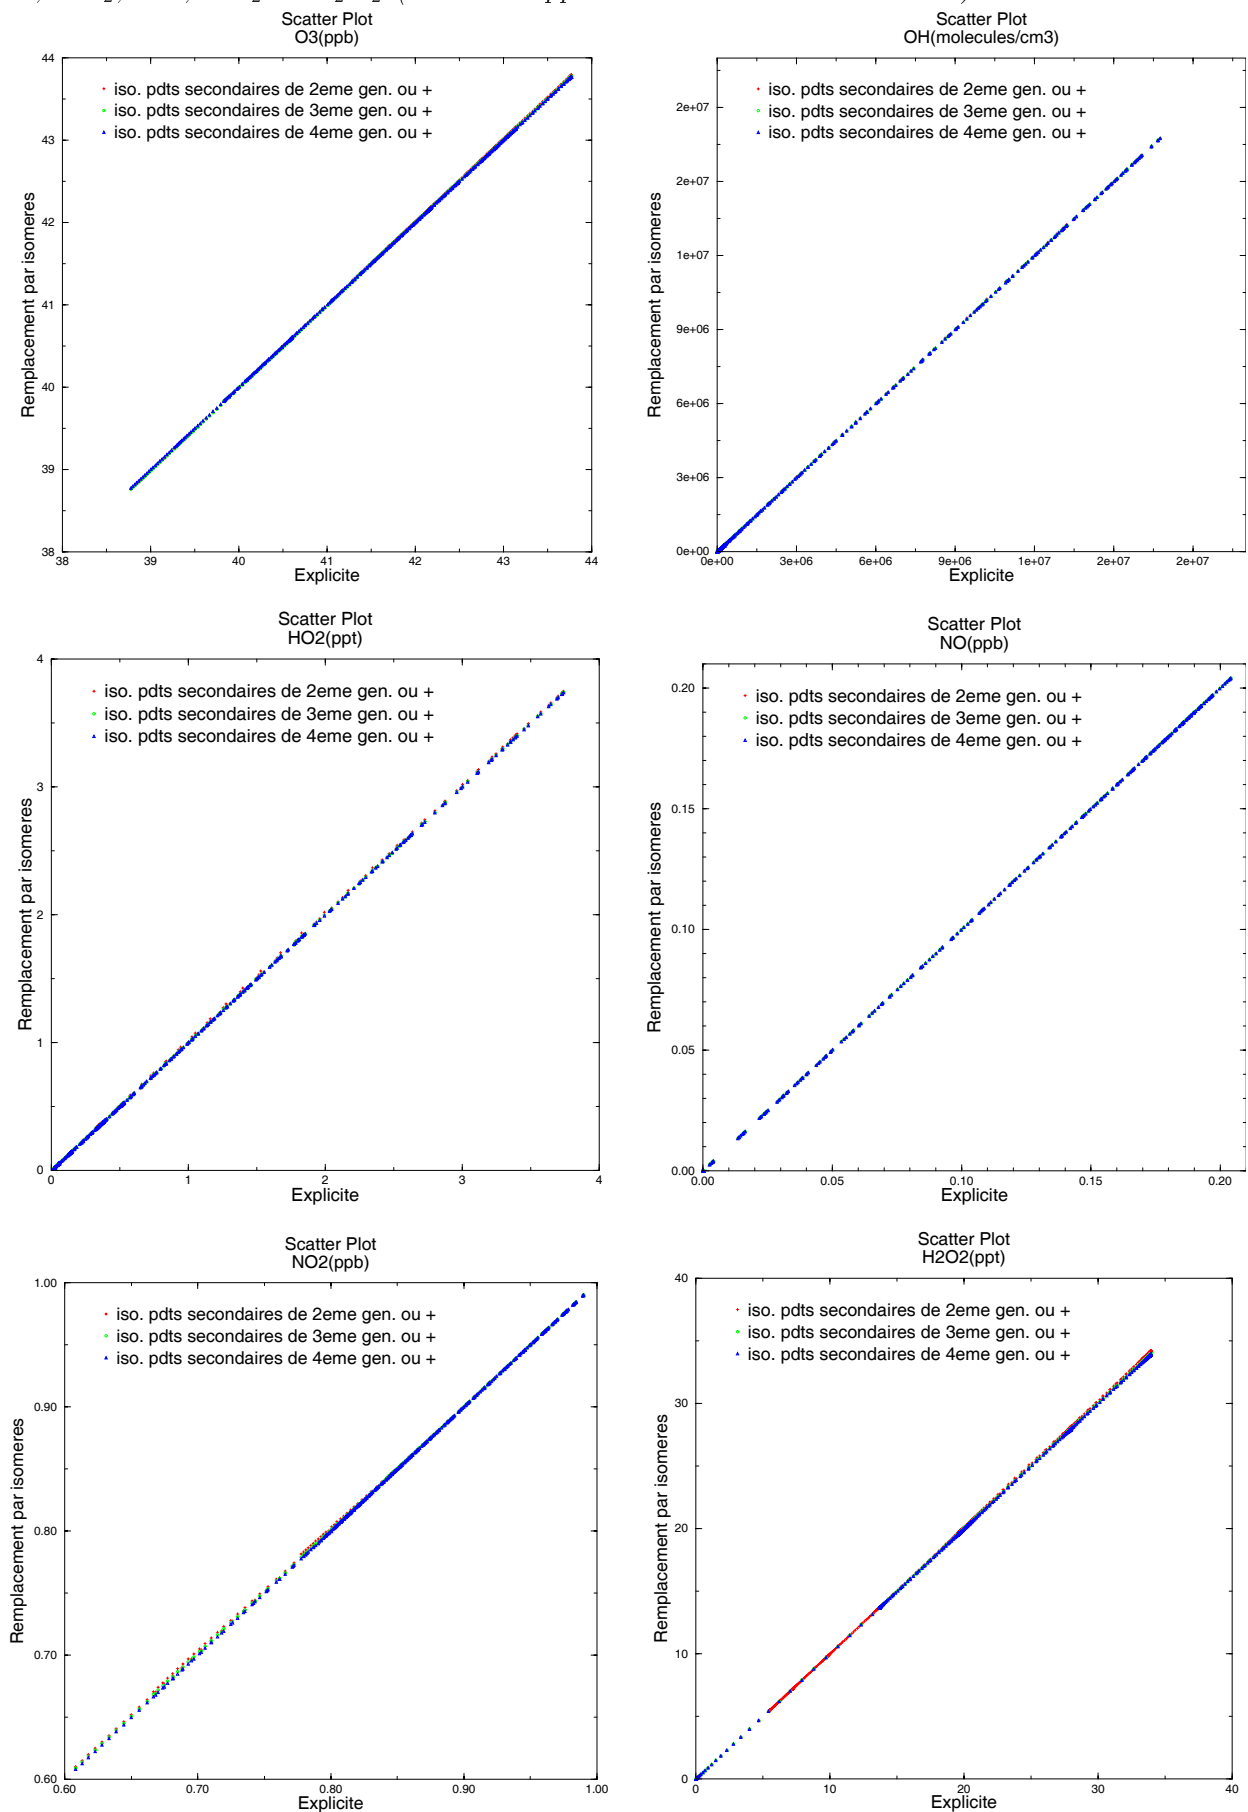 Scatter Plot
O3(ppb)
44
43
42
41
40
39
38
38
39
40
41
42
43
44
iso. pdts secondaires de 2eme gen. ou +
iso. pdts secondaires de 3eme gen. ou +
iso. pdts secondaires de 4eme gen. ou +
Remplacement par isomeres
Explicite
Scatter Plot
OH(molecules/cm3)
2e+07
2e+07
1e+07
9e+06
6e+06
3e+06
0e+00
0e+00
3e+06
6e+06
9e+06
1e+07
2e+07
2e+07
iso. pdts secondaires de 2eme gen. ou +
iso. pdts secondaires de 3eme gen. ou +
iso. pdts secondaires de 4eme gen. ou +
Remplacement par isomeres
Explicite
Scatter Plot
HO2(ppt)
4
3
2
1
0
0
1
2
3
4
iso. pdts secondaires de 2eme gen. ou +
iso. pdts secondaires de 3eme gen. ou +
iso. pdts secondaires de 4eme gen. ou +
Remplacement par isomeres
Explicite
Scatter Plot
NO(ppb)
0.20
0.15
0.10
0.05
0.00
0.00
0.05
0.10
0.15
0.20
iso. pdts secondaires de 2eme gen. ou +
iso. pdts secondaires de 3eme gen. ou +
iso. pdts secondaires de 4eme gen. ou +
Remplacement par isomeres
Explicite
Scatter Plot
NO2(ppb)
1.00
0.90
0.80
0.70
0.60
0.60
0.70
0.80
0.90
1.00
iso. pdts secondaires de 2eme gen. ou +
iso. pdts secondaires de 3eme gen. ou +
iso. pdts secondaires de 4eme gen. ou +
Remplacement par isomeres
Explicite
Scatter Plot
H2O2(ppt)
40
30
20
10
0
0
10
20
30
40
iso. pdts secondaires de 2eme gen. ou +
iso. pdts secondaires de 3eme gen. ou +
iso. pdts secondaires de 4eme gen. ou +
Remplacement par isomeres
Explicite